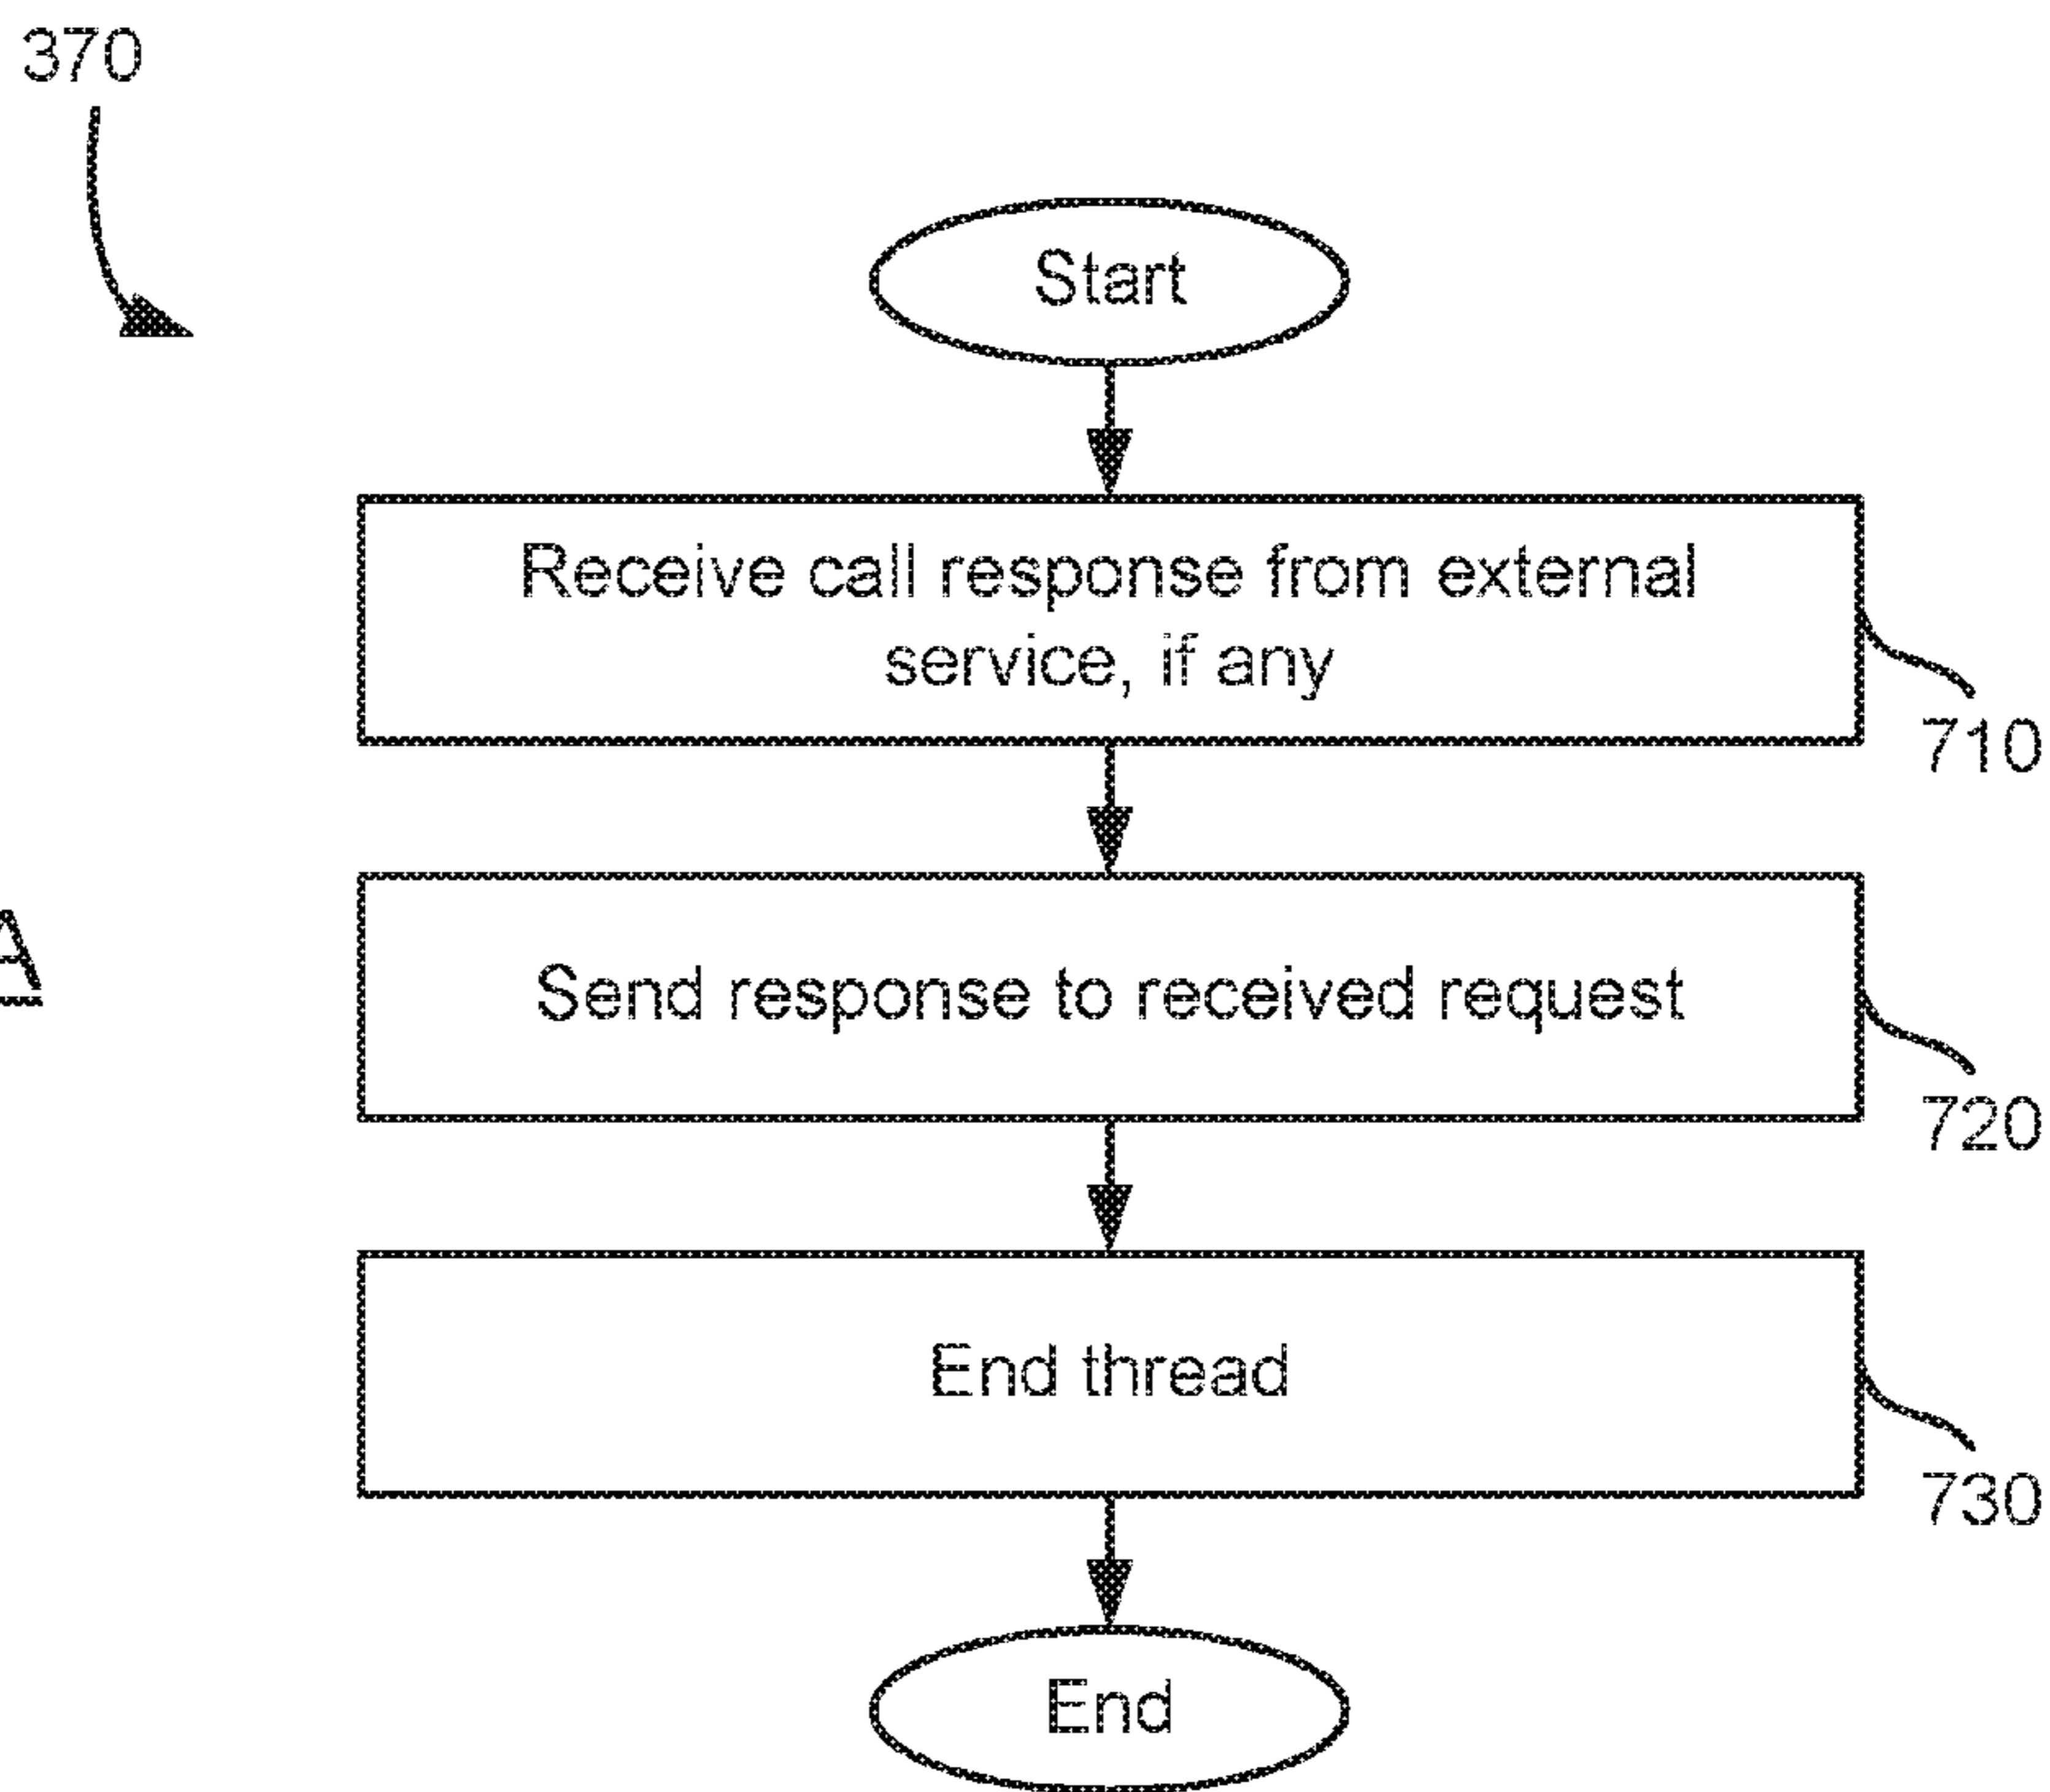 370
Start
Receive call response from external
service, if any
710
A
Send response to received request
720
End thread
730
End